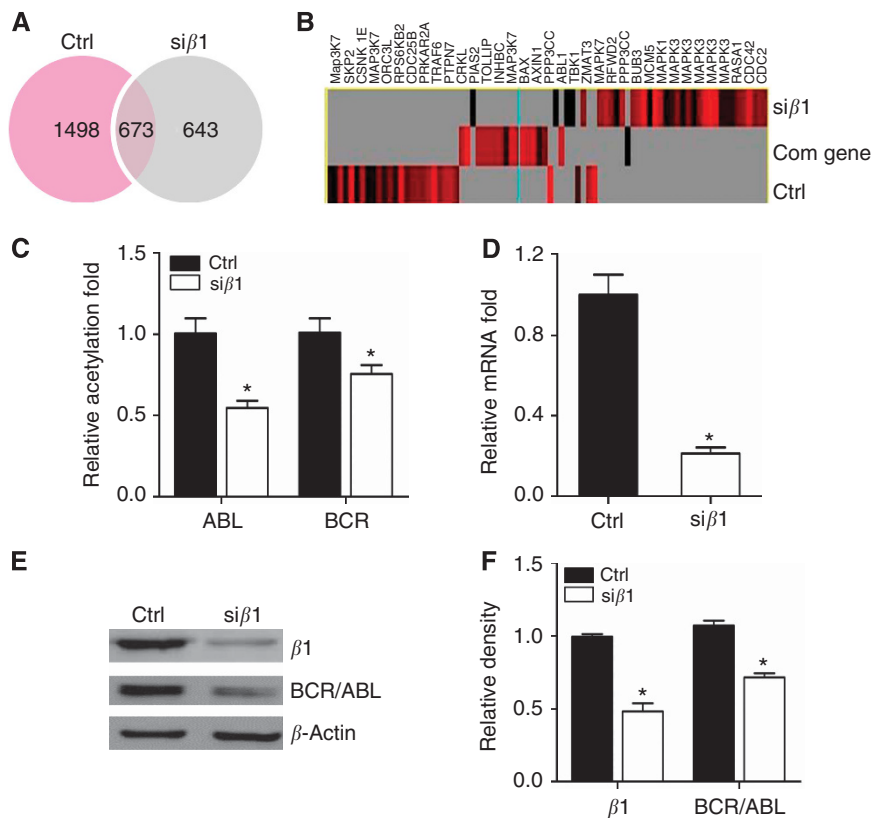 A
Ctrl
siβ1
1498
673
643
B
Map3K7
SKP2
CSNK 1E
MAP3K7
ORC3L
RPS6KB2
CDC25B
PRKAR2A
TRAF6
PTPN7
CRKL
PIAS2
TOLLIP
INHBC
MAP3K7
BAX
AXIN1
PPP3CC
ABL1
TBK1
ZMAT3
MAPK7
RFWD2
PPP3CC
BUB3
MCM5
MAPK1
MAPK3
MAPK3
MAPK3
MAPK3
RASA1
CDC42
CDC2
siβ1
Com gene
Ctrl
C
Relative acetylation fold
1.5
1.0
0.5
0.0
Ctrl
siβ1
*
*
ABL
BCR
D
Relative mRNA fold
1.2
0.8
0.4
0.0
*
Ctrl
siβ1
E
Ctrl
siβ1
β1
BCR/ABL
β-Actin
F
Relative density
1.5
1.0
0.5
0.0
Ctrl
siβ1
*
*
β1
BCR/ABL